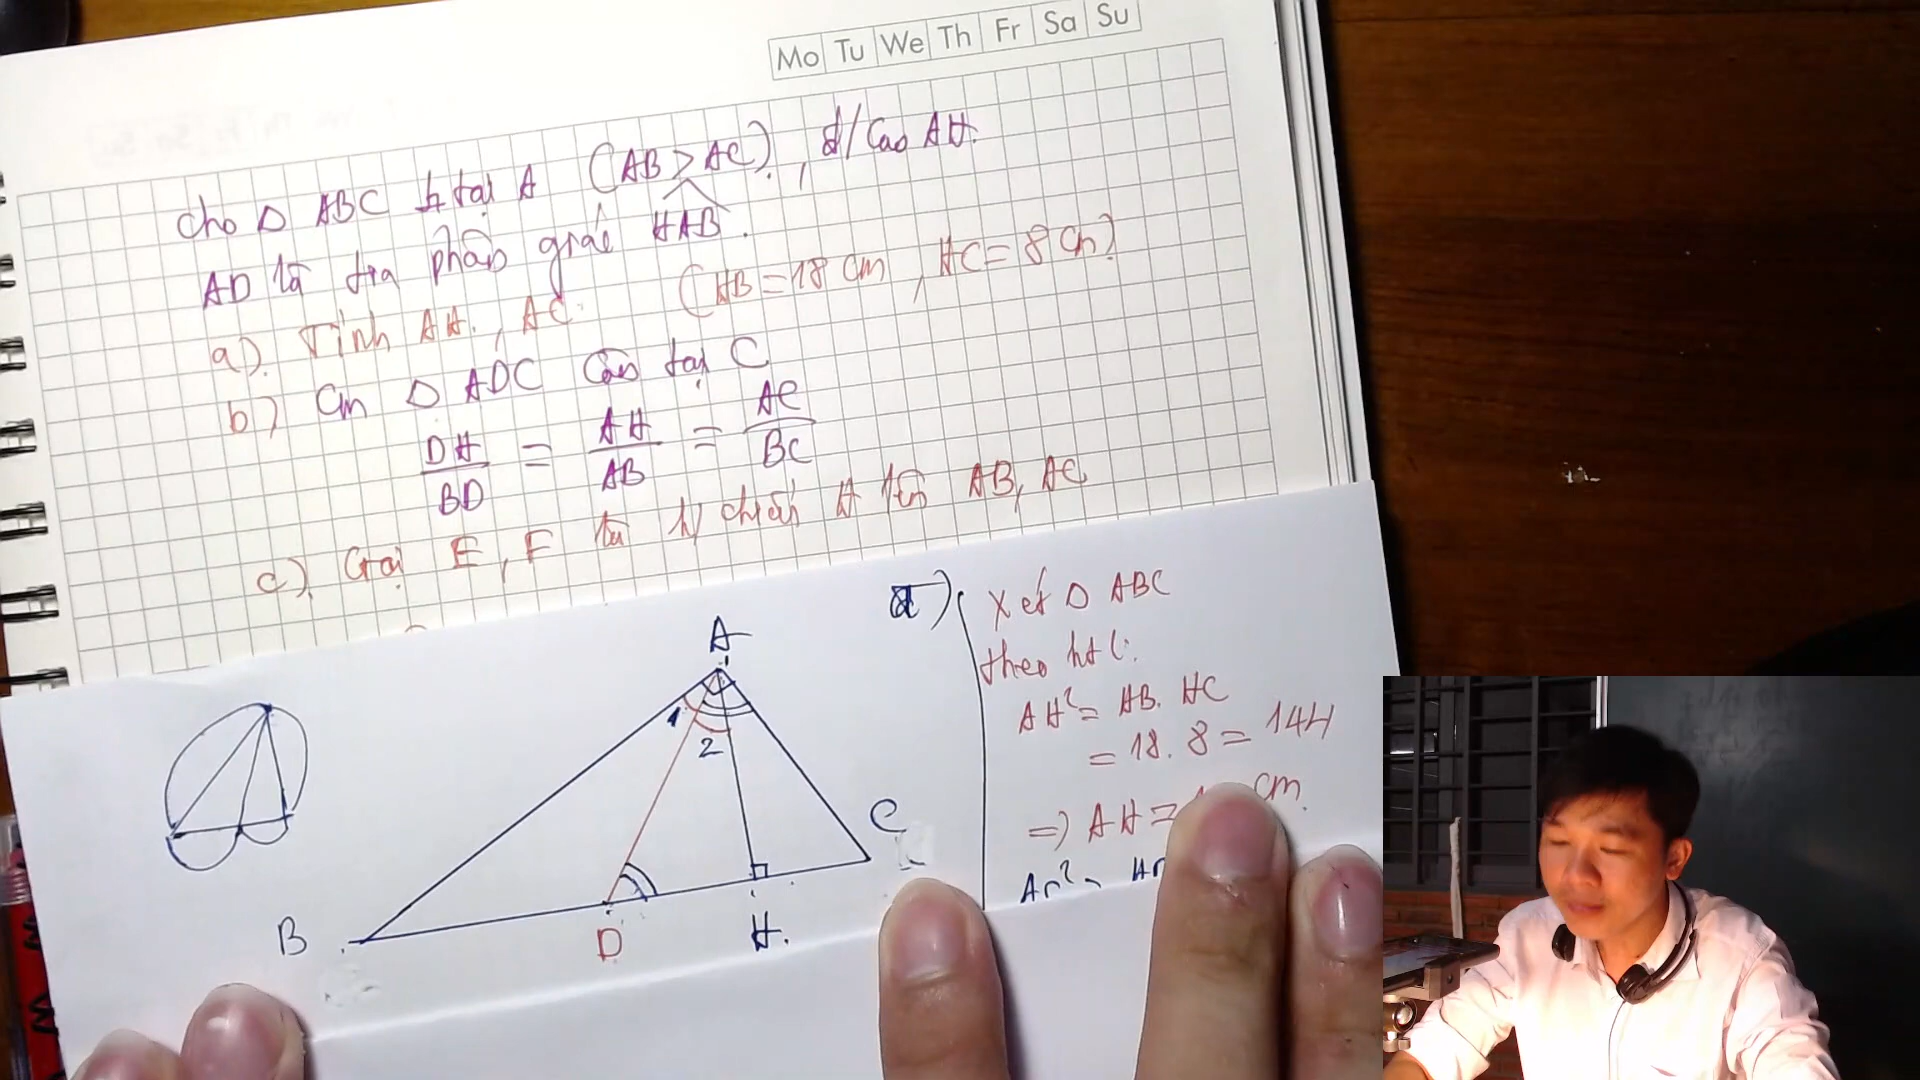 Mo Tu We Th Fr Sa Su
Cho Δ ABC tại A (AB > AC), đ/cao AH.
AD là tia phân giác HAB.
(HB = 18 cm, HC = 8 cm)
a). Tính AH, AC.
b) Cm Δ ADC cân tại C
DH/BD = AH/AB = AC/BC
c). Gọi E, F là h/chiếu H lên AB, AC
A
1
2
B
D
H.
C
a).
Xét Δ ABC
theo htl:
AH² = HB. HC
= 18. 8 = 144
=> AH = cm.